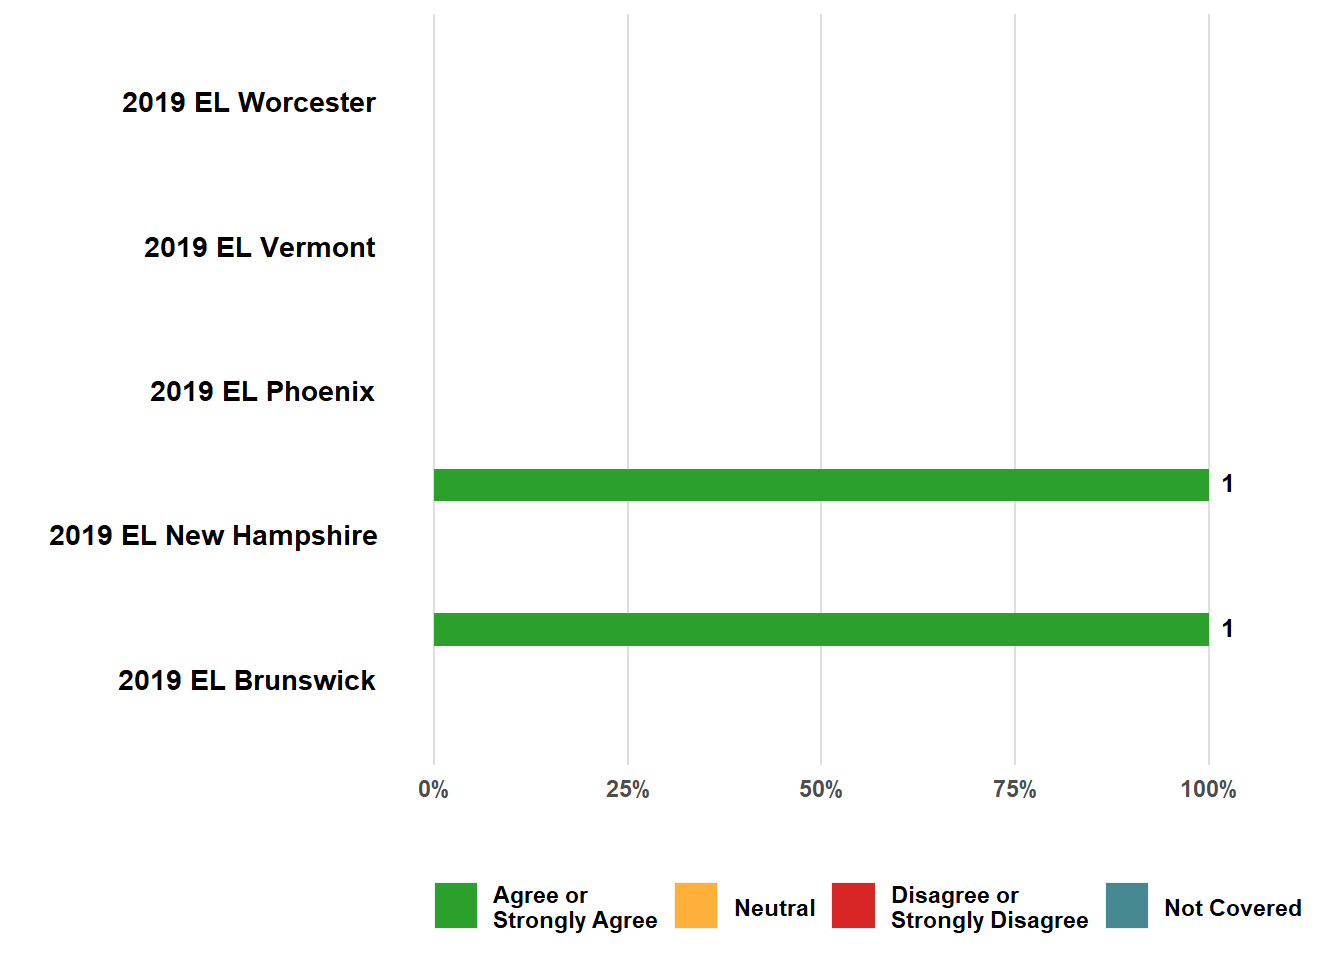 2019 EL Worcester
2019 EL Vermont
2019 EL Phoenix
1
2019 EL New Hampshire
1
2019 EL Brunswick
0% 25% 50% 75% 100%
Agree or
Strongly Agree
Neutral
Disagree or
Strongly Disagree
Not Covered